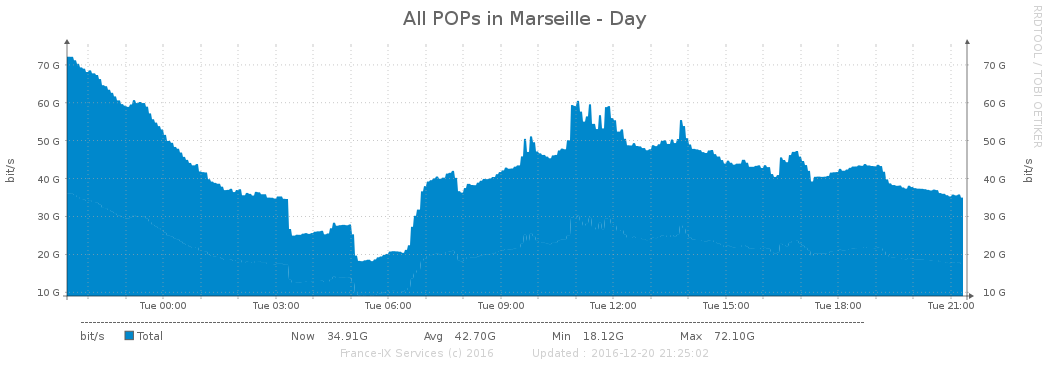 All POPs in Marseille - Day
RRDTOOL / TOBI OETIKER
bit/s
70 G
60 G
50 G
40 G
30 G
20 G
10 G
70 G
60 G
50 G
40 G
30 G
20 G
10 G
bit/s
Tue 00:00 Tue 03:00 Tue 06:00 Tue 09:00 Tue 12:00 Tue 15:00 Tue 18:00 Tue 21:00
bit/s Total Now 34.91G Avg 42.70G Min 18.12G Max 72.10G
France-IX Services (c) 2016 Updated : 2016-12-20 21:25:02